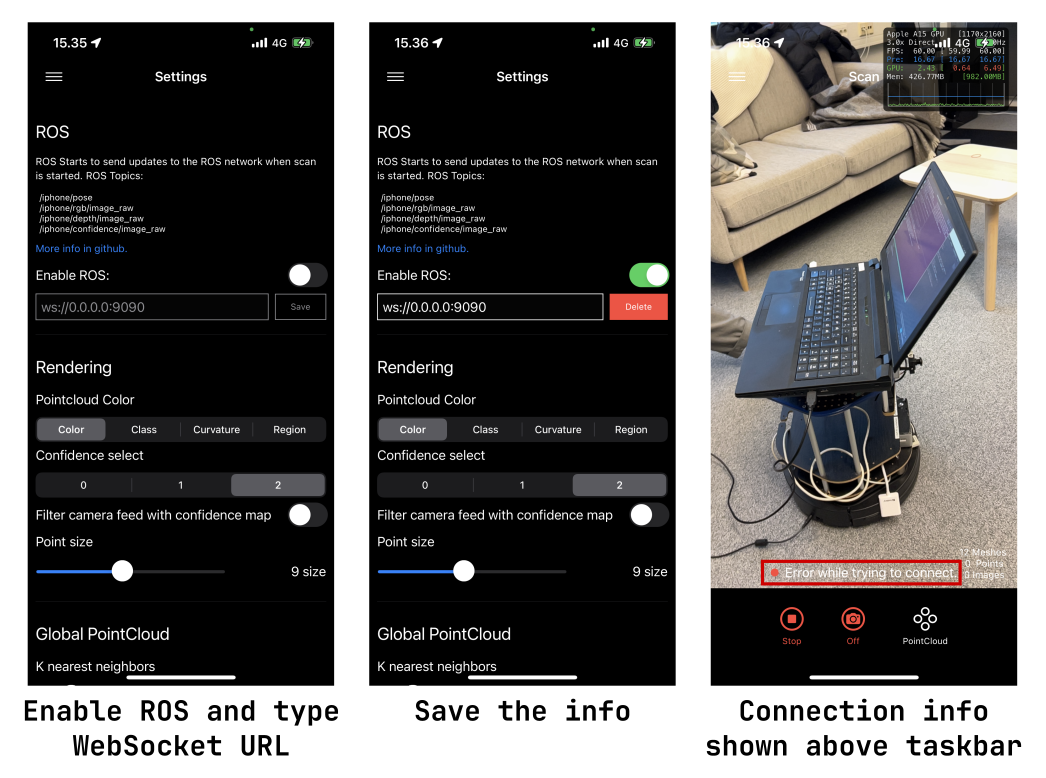 15.35
4G
Settings
ROS
ROS Starts to send updates to the ROS network when scan
is started. ROS Topics:
/iphone/pose
/iphone/rgb/image_raw
/iphone/depth/image_raw
/iphone/confidence/image_raw
More info in github.
Enable ROS:
ws://0.0.0.0:9090
Save
Rendering
Pointcloud Color
Color Class Curvature Region
Confidence select
0 1 2
Filter camera feed with confidence map
Point size
9 size
Global PointCloud
K nearest neighbors
Enable ROS and type
WebSocket URL
15.36
4G
Settings
ROS
ROS Starts to send updates to the ROS network when scan
is started. ROS Topics:
/iphone/pose
/iphone/rgb/image_raw
/iphone/depth/image_raw
/iphone/confidence/image_raw
More info in github.
Enable ROS:
ws://0.0.0.0:9090
Delete
Rendering
Pointcloud Color
Color Class Curvature Region
Confidence select
0 1 2
Filter camera feed with confidence map
Point size
9 size
Global PointCloud
K nearest neighbors
Save the info
15.36
4G
Scan
Apple A15 GPU [1170x2160]
3.0x Direct
FPS: 60.00 [59.99 60.00]
Pre: 16.67 [16.67 16.67]
GPU: 2.43 [ 0.64 6.49]
Mem: 426.77MB [982.00MB]
12 Meshes
0 Points
0 Images
Error while trying to connect.
Stop Off PointCloud
Connection info
shown above taskbar